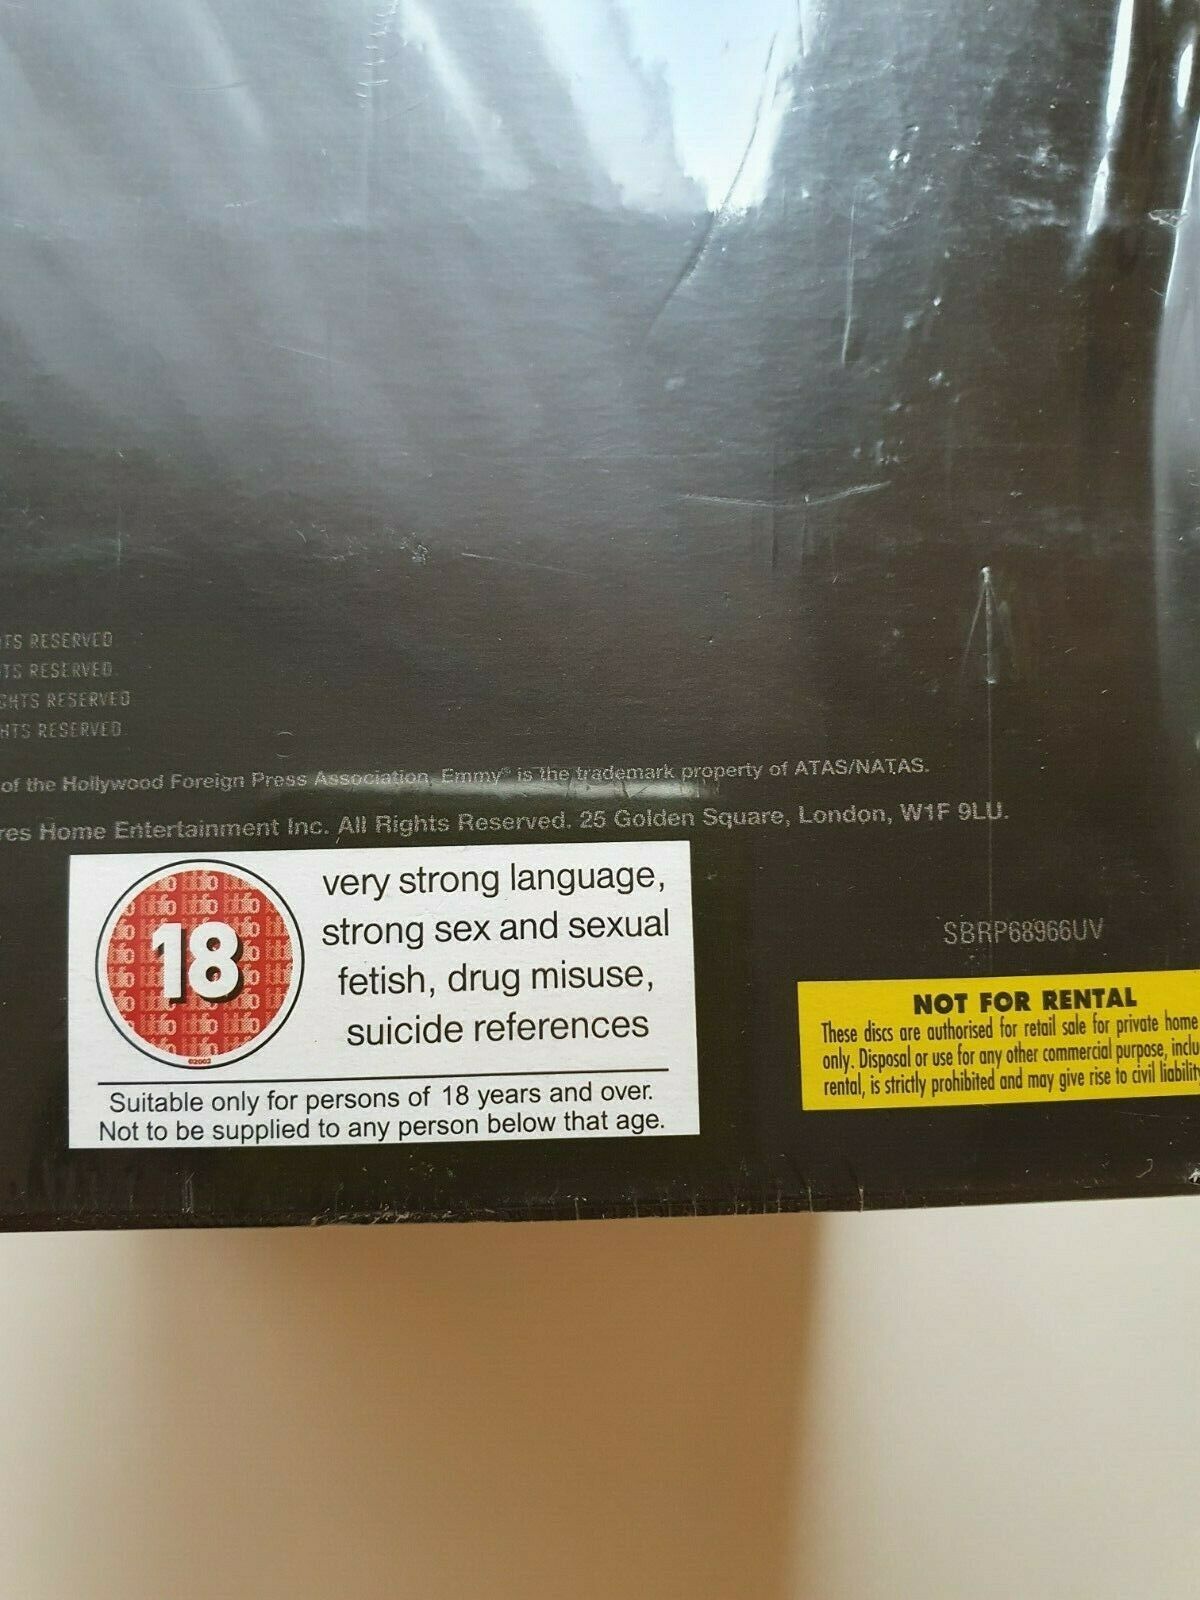 TS RESERVED
TS RESERVED
GHTS RESERVED
HTS RESERVED
of the Hollywood Foreign Press Association. Emmy® is the trademark property of ATAS/NATAS.
res Home Entertainment Inc. All Rights Reserved. 25 Golden Square, London, W1F 9LU.
18
©2002
very strong language,
strong sex and sexual
fetish, drug misuse,
suicide references
Suitable only for persons of 18 years and over.
Not to be supplied to any person below that age.
SBRP68966UV
NOT FOR RENTAL
These discs are authorised for retail sale for private home
only. Disposal or use for any other commercial purpose, inclu
rental, is strictly prohibited and may give rise to civil liability